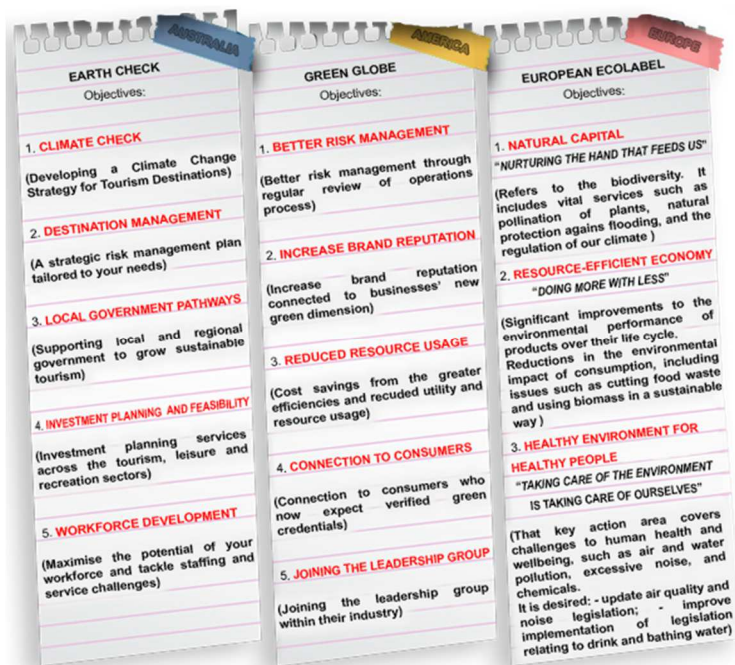 AUSTRALIA
EARTH CHECK
Objectives:
1. CLIMATE CHECK
(Developing a Climate Change
Strategy for Tourism Destinations)
2. DESTINATION MANAGEMENT
(A strategic risk management plan
tailored to your needs)
3. LOCAL GOVERNMENT PATHWAYS
(Supporting local and regional
government to grow sustainable
tourism)
4. INVESTMENT PLANNING AND FEASIBILITY
(Investment planning services
across the tourism, leisure and
recreation sectors)
5. WORKFORCE DEVELOPMENT
(Maximise the potential of your
workforce and tackle staffing and
service challenges)
AMERICA
GREEN GLOBE
Objectives:
1. BETTER RISK MANAGEMENT
(Better risk management through
regular review of operations
process)
2. INCREASE BRAND REPUTATION
(Increase brand reputation
connected to businesses' new
green dimension)
3. REDUCED RESOURCE USAGE
(Cost savings from the greater
efficiencies and recuded utility and
resource usage)
4. CONNECTION TO CONSUMERS
(Connection to consumers who
now expect verified green
credentials)
5. JOINING THE LEADERSHIP GROUP
(Joining the leadership group
within their industry)
EUROPE
EUROPEAN ECOLABEL
Objectives:
1. NATURAL CAPITAL
"NURTURING THE HAND THAT FEEDS US"
(Refers to the biodiversity. It
includes vital services such as
pollination of plants, natural
protection agains flooding, and the
regulation of our climate )
2. RESOURCE-EFFICIENT ECONOMY
"DOING MORE WITH LESS"
(Significant improvements to the
environmental performance of
products over their life cycle.
Reductions in the environmental
impact of consumption, including
issues such as cutting food waste
and using biomass in a sustainable
way )
3. HEALTHY ENVIRONMENT FOR
HEALTHY PEOPLE
"TAKING CARE OF THE ENVIRONMENT
IS TAKING CARE OF OURSELVES"
(That key action area covers
challenges to human health and
wellbeing, such as air and water
pollution, excessive noise, and
chemicals.
It is desired: - update air quality and
noise legislation; - improve
implementation of legislation
relating to drink and bathing water)